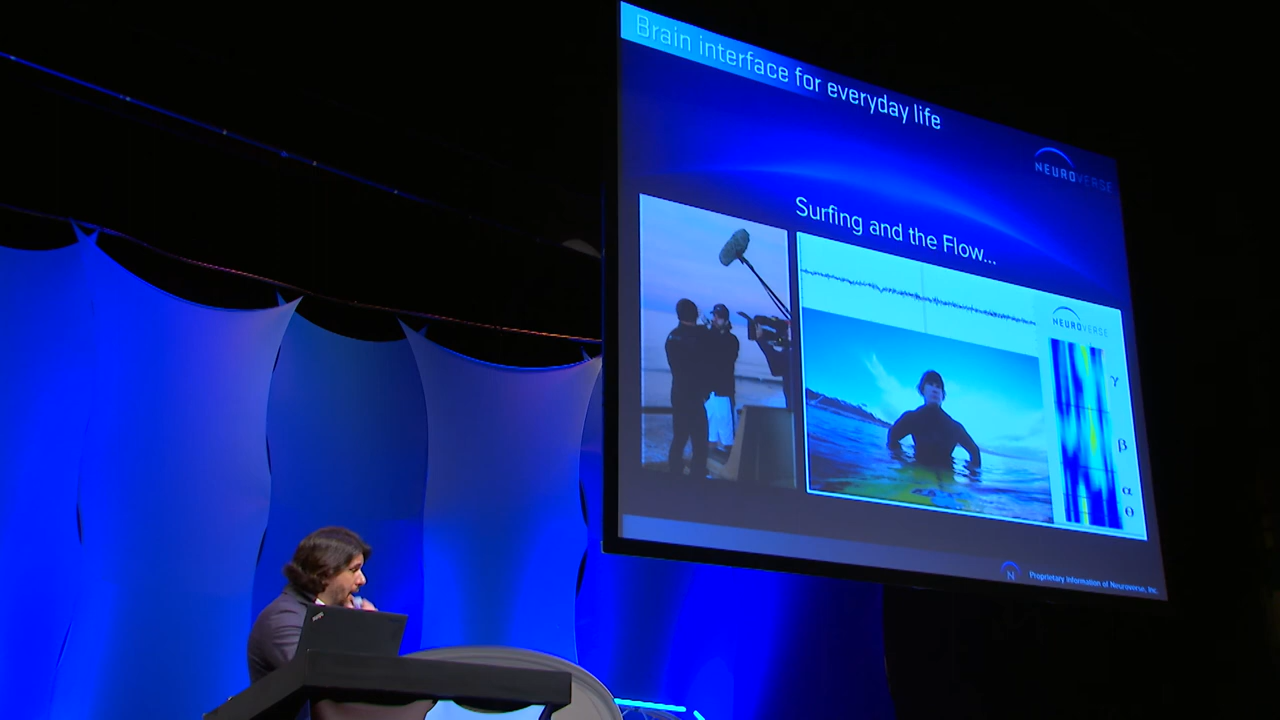 Brain interface for everyday life
NEUROVERSE
Surfing and the Flow...
NEUROVERSE
γ
β
α
θ
N
Proprietary Information of Neuroverse, Inc.